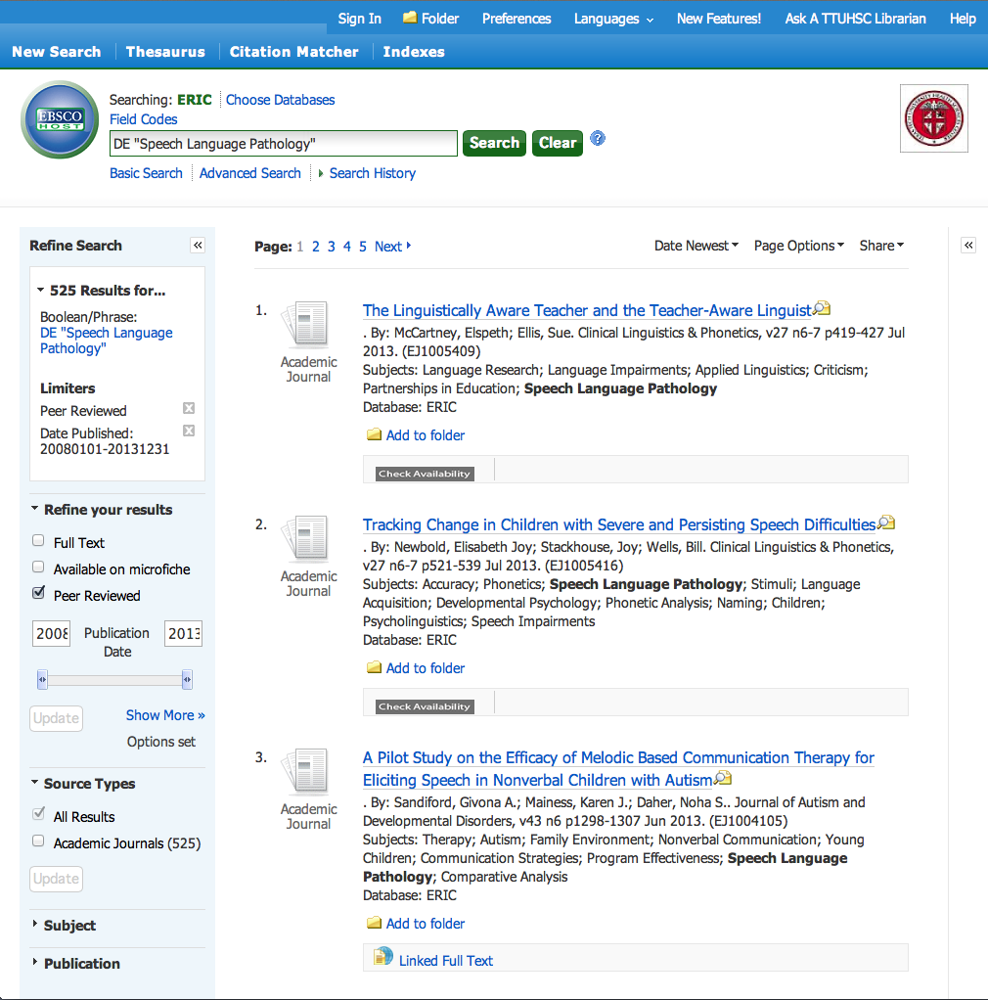 Sign In Folder Preferences Languages New Features! Ask A TTUHSC Librarian Help
New Search Thesaurus Citation Matcher Indexes
EBSCO
HOST
Searching: ERIC Choose Databases
Field Codes
DE "Speech Language Pathology"
Search Clear ?
Basic Search Advanced Search Search History
Refine Search «
525 Results for...
Boolean/Phrase:
DE "Speech Language
Pathology"
Limiters
Peer Reviewed
Date Published:
20080101-20131231
Refine your results
Full Text
Available on microfiche
Peer Reviewed
2008 Publication 2013
Date
Update Show More »
Options set
Source Types
All Results
Academic Journals (525)
Update
Subject
Publication
Page: 1 2 3 4 5 Next Date Newest Page Options Share «
1. The Linguistically Aware Teacher and the Teacher-Aware Linguist
. By: McCartney, Elspeth; Ellis, Sue. Clinical Linguistics & Phonetics, v27 n6-7 p419-427 Jul
2013. (EJ1005409)
Academic
Journal
Subjects: Language Research; Language Impairments; Applied Linguistics; Criticism;
Partnerships in Education; Speech Language Pathology
Database: ERIC
Add to folder
Check Availability
2. Tracking Change in Children with Severe and Persisting Speech Difficulties
. By: Newbold, Elisabeth Joy; Stackhouse, Joy; Wells, Bill. Clinical Linguistics & Phonetics,
v27 n6-7 p521-539 Jul 2013. (EJ1005416)
Academic
Journal
Subjects: Accuracy; Phonetics; Speech Language Pathology; Stimuli; Language
Acquisition; Developmental Psychology; Phonetic Analysis; Naming; Children;
Psycholinguistics; Speech Impairments
Database: ERIC
Add to folder
Check Availability
3. A Pilot Study on the Efficacy of Melodic Based Communication Therapy for
Eliciting Speech in Nonverbal Children with Autism
. By: Sandiford, Givona A.; Mainess, Karen J.; Daher, Noha S.. Journal of Autism and
Developmental Disorders, v43 n6 p1298-1307 Jun 2013. (EJ1004105)
Academic
Journal
Subjects: Therapy; Autism; Family Environment; Nonverbal Communication; Young
Children; Communication Strategies; Program Effectiveness; Speech Language
Pathology; Comparative Analysis
Database: ERIC
Add to folder
Linked Full Text